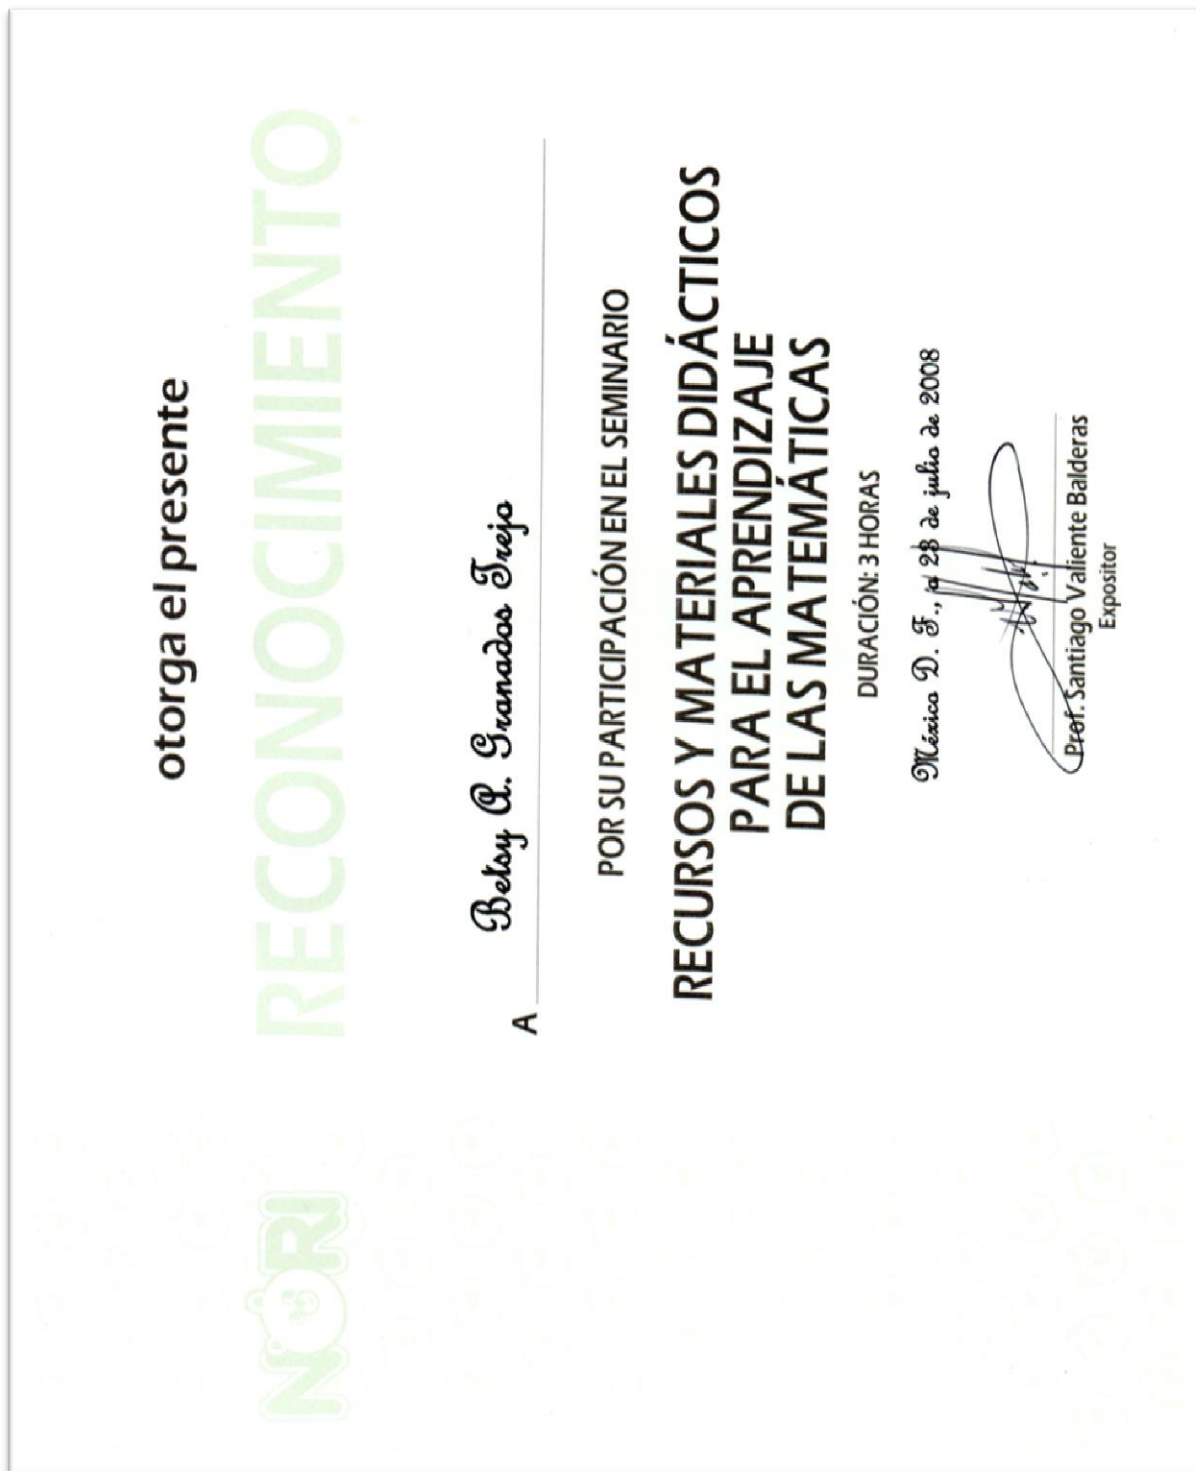 otorga el presente
NORI
RECONOCIMIENTO
A Betsy A. Granados Trejo
POR SU PARTICIPACIÓN EN EL SEMINARIO
RECURSOS Y MATERIALES DIDÁCTICOS
PARA EL APRENDIZAJE
DE LAS MATEMÁTICAS
DURACIÓN: 3 HORAS
México D. F., a 28 de julio de 2008
Prof. Santiago Valiente Balderas
Expositor